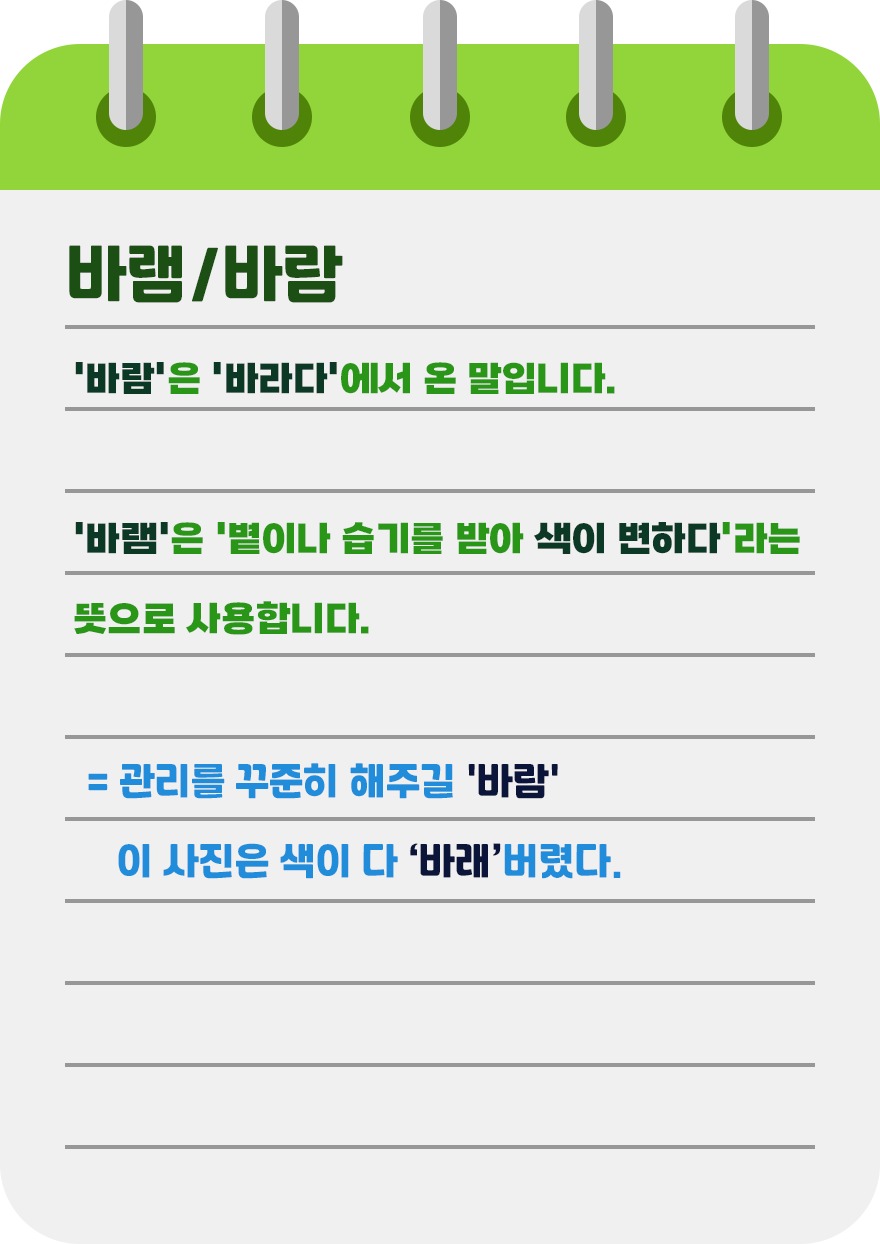 바램/바람
'바람'은 '바라다'에서 온 말입니다.
'바램'은 '볕이나 습기를 받아 색이 변하다'라는
뜻으로 사용합니다.
= 관리를 꾸준히 해주길 '바람'
이 사진은 색이 다 ‘바래’버렸다.